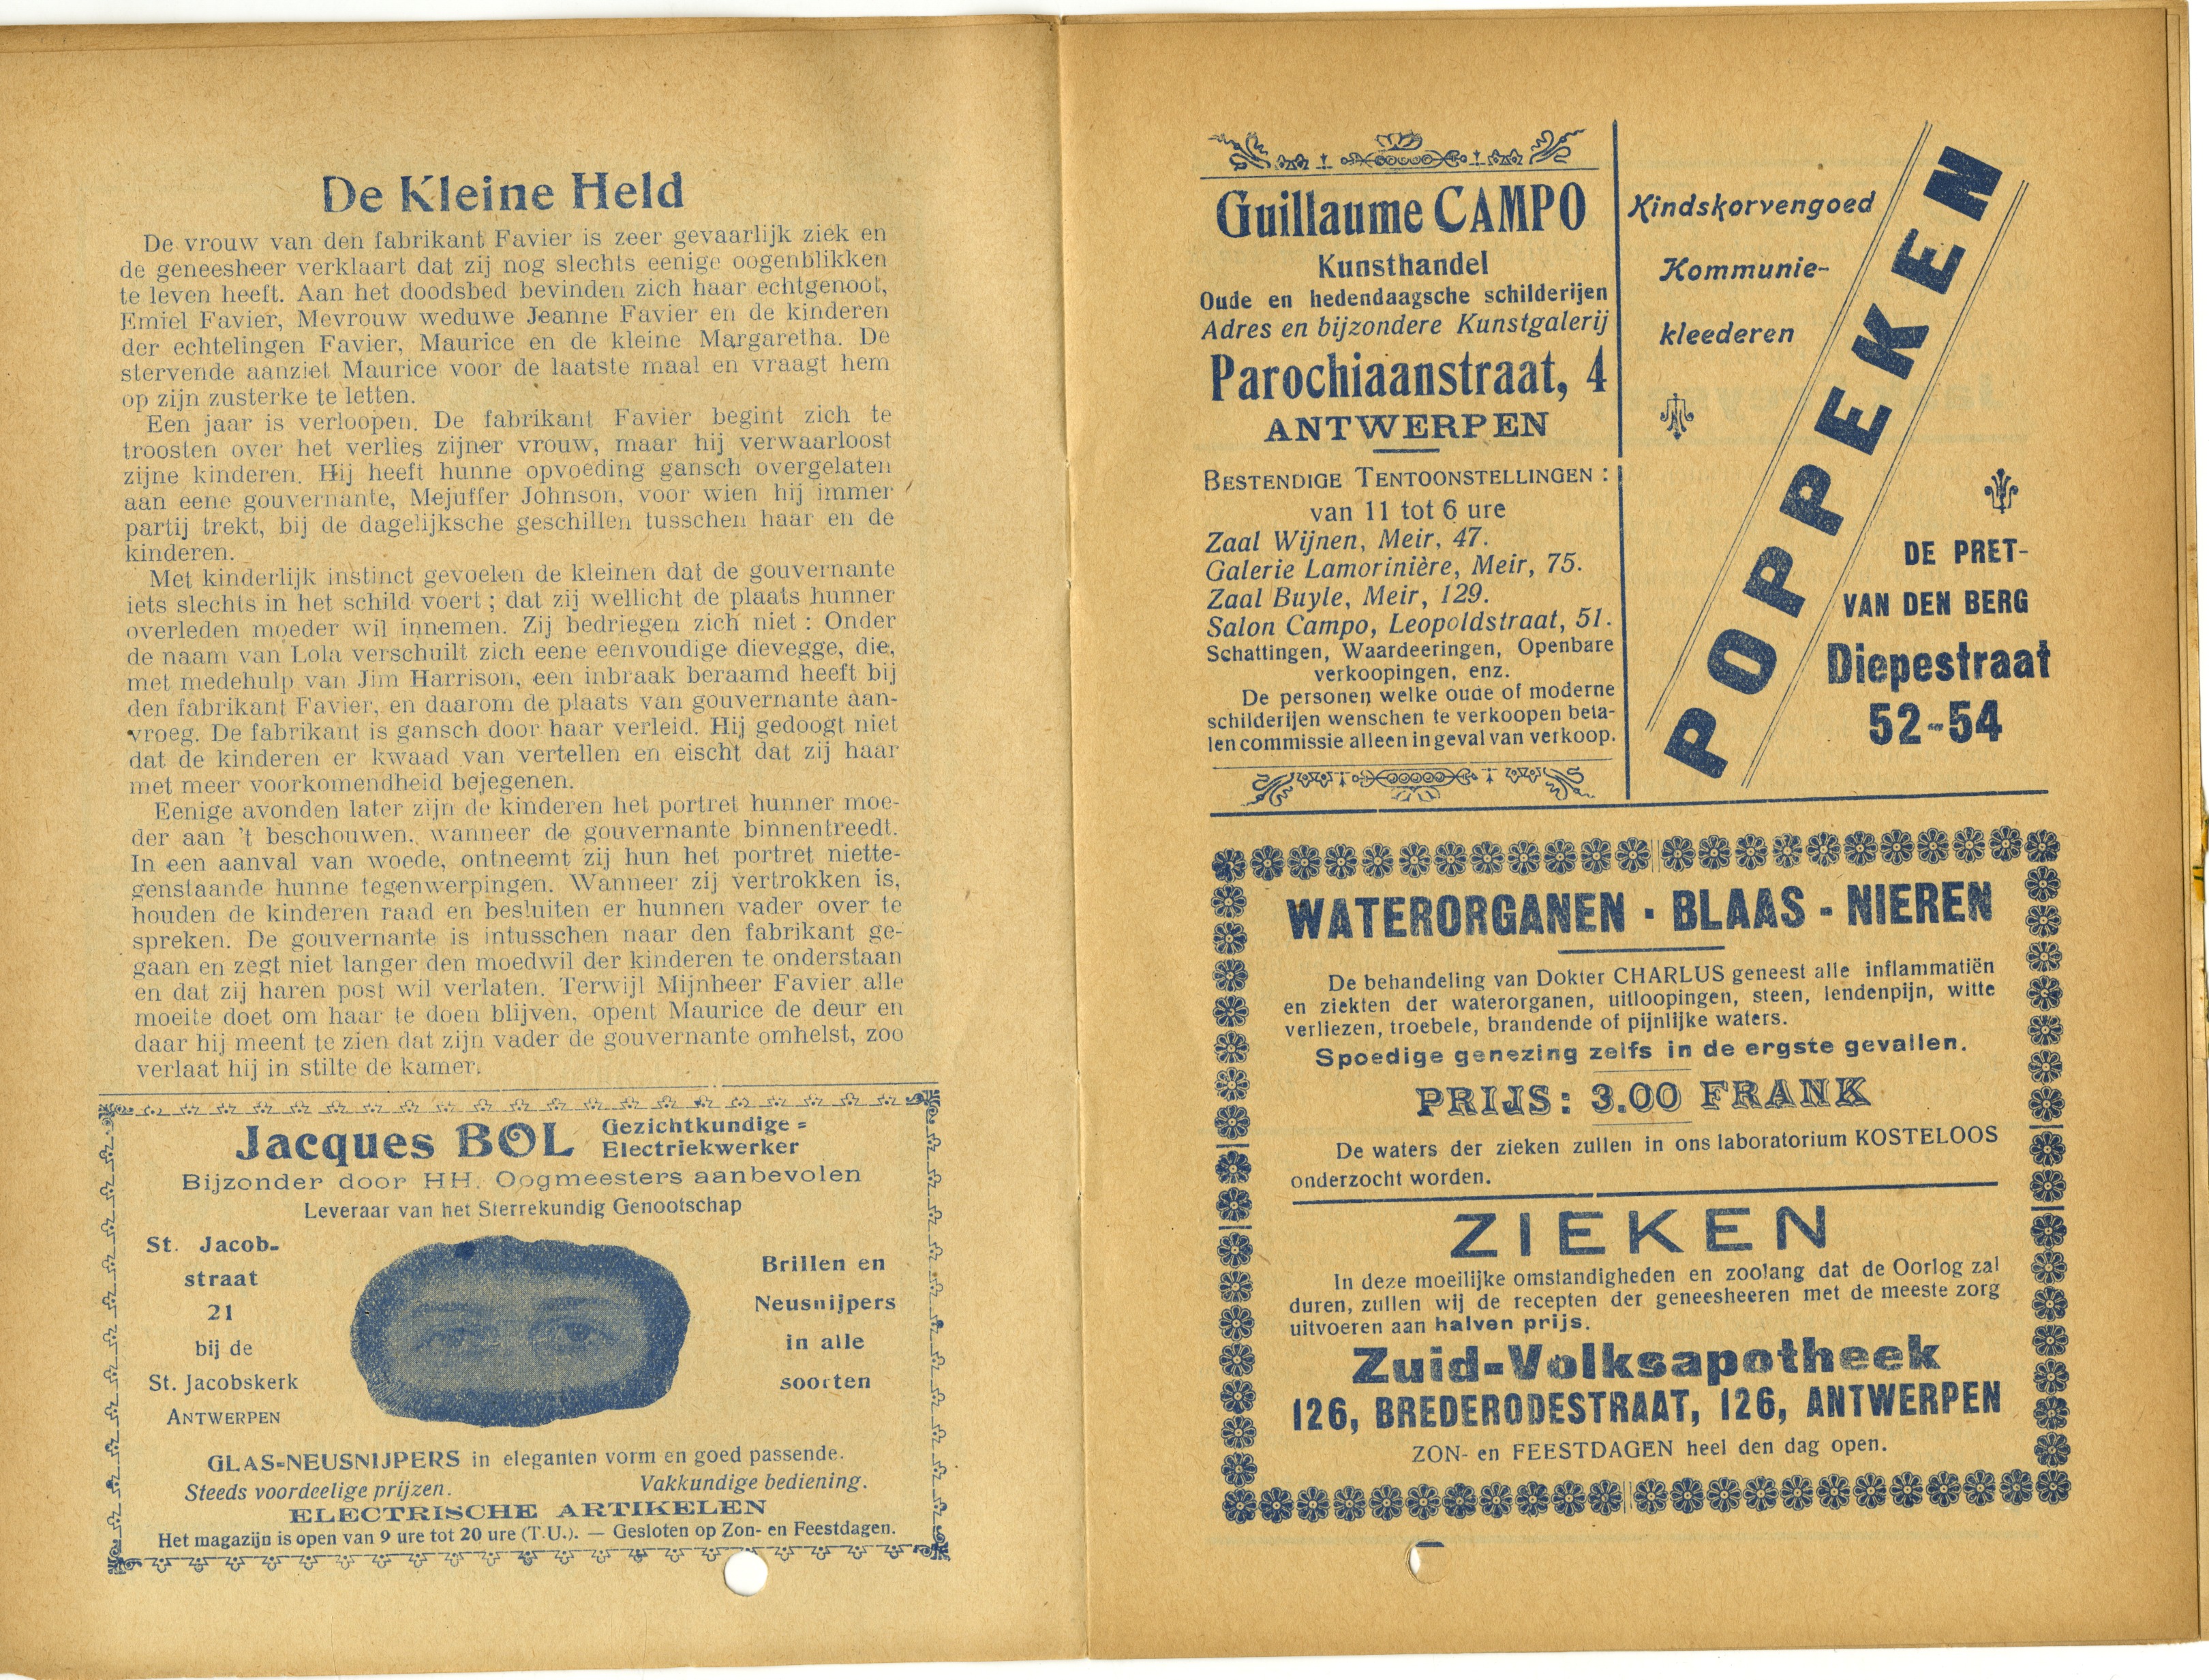 De Kleine Held
De vrouw van den fabrikant Favier is zeer gevaarlijk ziek en
de geneesheer verklaart dat zij nog slechts eenige oogenblikken
te leven heeft. Aan het doodsbed bevinden zich haar echtgenoot,
Emiel Favier, Mevrouw weduwe Jeanne Favier en de kinderen
der echtelingen Favier, Maurice en de kleine Margaretha. De
stervende aanziet Maurice voor de laatste maal en vraagt hem
op zijn zusterke te letten.
Een jaar is verloopen. De fabrikant Favier begint zich te
troosten over het verlies zijner vrouw, maar hij verwaarloost
zijne kinderen. Hij heeft hunne opvoeding gansch overgelaten
aan eene gouvernante, Mejuffer Johnson, voor wien hij immer
partij trekt, bij de dagelijksche geschillen tusschen haar en de
kinderen.
Met kinderlijk instinct gevoelen de kleinen dat de gouvernante
iets slechts in het schild voert ; dat zij wellicht de plaats hunner
overleden moeder wil innemen. Zij bedriegen zich niet : Onder
de naam van Lola verschuilt zich eene eenvoudige dievegge, die,
met medehulp van Jim Harrison, een inbraak beraamd heeft bij
den fabrikant Favier, en daarom de plaats van gouvernante aan-
vroeg. De fabrikant is gansch door haar verleid. Hij gedoogt niet
dat de kinderen er kwaad van vertellen en eischt dat zij haar
met meer voorkomendheid bejegenen.
Eenige avonden later zijn de kinderen het portret hunner moe-
der aan 't beschouwen, wanneer de gouvernante binnentreedt.
In een aanval van woede, ontneemt zij hun het portret niette-
genstaande hunne tegenwerpingen. Wanneer zij vertrokken is,
houden de kinderen raad en besluiten er hunnen vader over te
spreken. De gouvernante is intusschen naar den fabrikant ge-
gaan en zegt niet langer den moedwil der kinderen te onderstaan
en dat zij haren post wil verlaten. Terwijl Mijnheer Favier alle
moeite doet om haar te doen blijven, opent Maurice de deur en
daar hij meent te zien dat zijn vader de gouvernante omhelst, zoo
verlaat hij in stilte de kamer.
Jacques BOL Gezichtkundige =
Electriekwerker
Bijzonder door HH. Oogmeesters aanbevolen
Leveraar van het Sterrekundig Genootschap
St. Jacob-
straat
21
bij de
St. Jacobskerk
ANTWERPEN
Brillen en
Neusnijpers
in alle
soorten
GLAS-NEUSNIJPERS in eleganten vorm en goed passende.
Steeds voordeelige prijzen. Vakkundige bediening.
ELECTRISCHE ARTIKELEN
Het magazijn is open van 9 ure tot 20 ure (T.U.). — Gesloten op Zon- en Feestdagen.
Guillaume CAMPO
Kunsthandel
Oude en hedendaagsche schilderijen
Adres en bijzondere Kunstgalerij
Parochiaanstraat, 4
ANTWERPEN
BESTENDIGE TENTOONSTELLINGEN :
van 11 tot 6 ure
Zaal Wijnen, Meir, 47.
Galerie Lamorinière, Meir, 75.
Zaal Buyle, Meir, 129.
Salon Campo, Leopoldstraat, 51.
Schattingen, Waardeeringen, Openbare
verkoopingen, enz.
De personen welke oude of moderne
schilderijen wenschen te verkoopen beta-
len commissie alleen in geval van verkoop.
Kindskorvengoed
Kommunie-
kleederen
POPPEKEN
DE PRET-
VAN DEN BERG
Diepestraat
52-54
WATERORGANEN - BLAAS - NIEREN
De behandeling van Dokter CHARLUS geneest alle inflammatiën
en ziekten der waterorganen, uitloopingen, steen, lendenpijn, witte
verliezen, troebele, brandende of pijnlijke waters.
Spoedige genezing zelfs in de ergste gevallen.
PRIJS: 3.00 FRANK
De waters der zieken zullen in ons laboratorium KOSTELOOS
onderzocht worden.
ZIEKEN
In deze moeilijke omstandigheden en zoolang dat de Oorlog zal
duren, zullen wij de recepten der geneesheeren met de meeste zorg
uitvoeren aan halven prijs.
Zuid-Volksapotheek
126, BREDERODESTRAAT, 126, ANTWERPEN
ZON- en FEESTDAGEN heel den dag open.